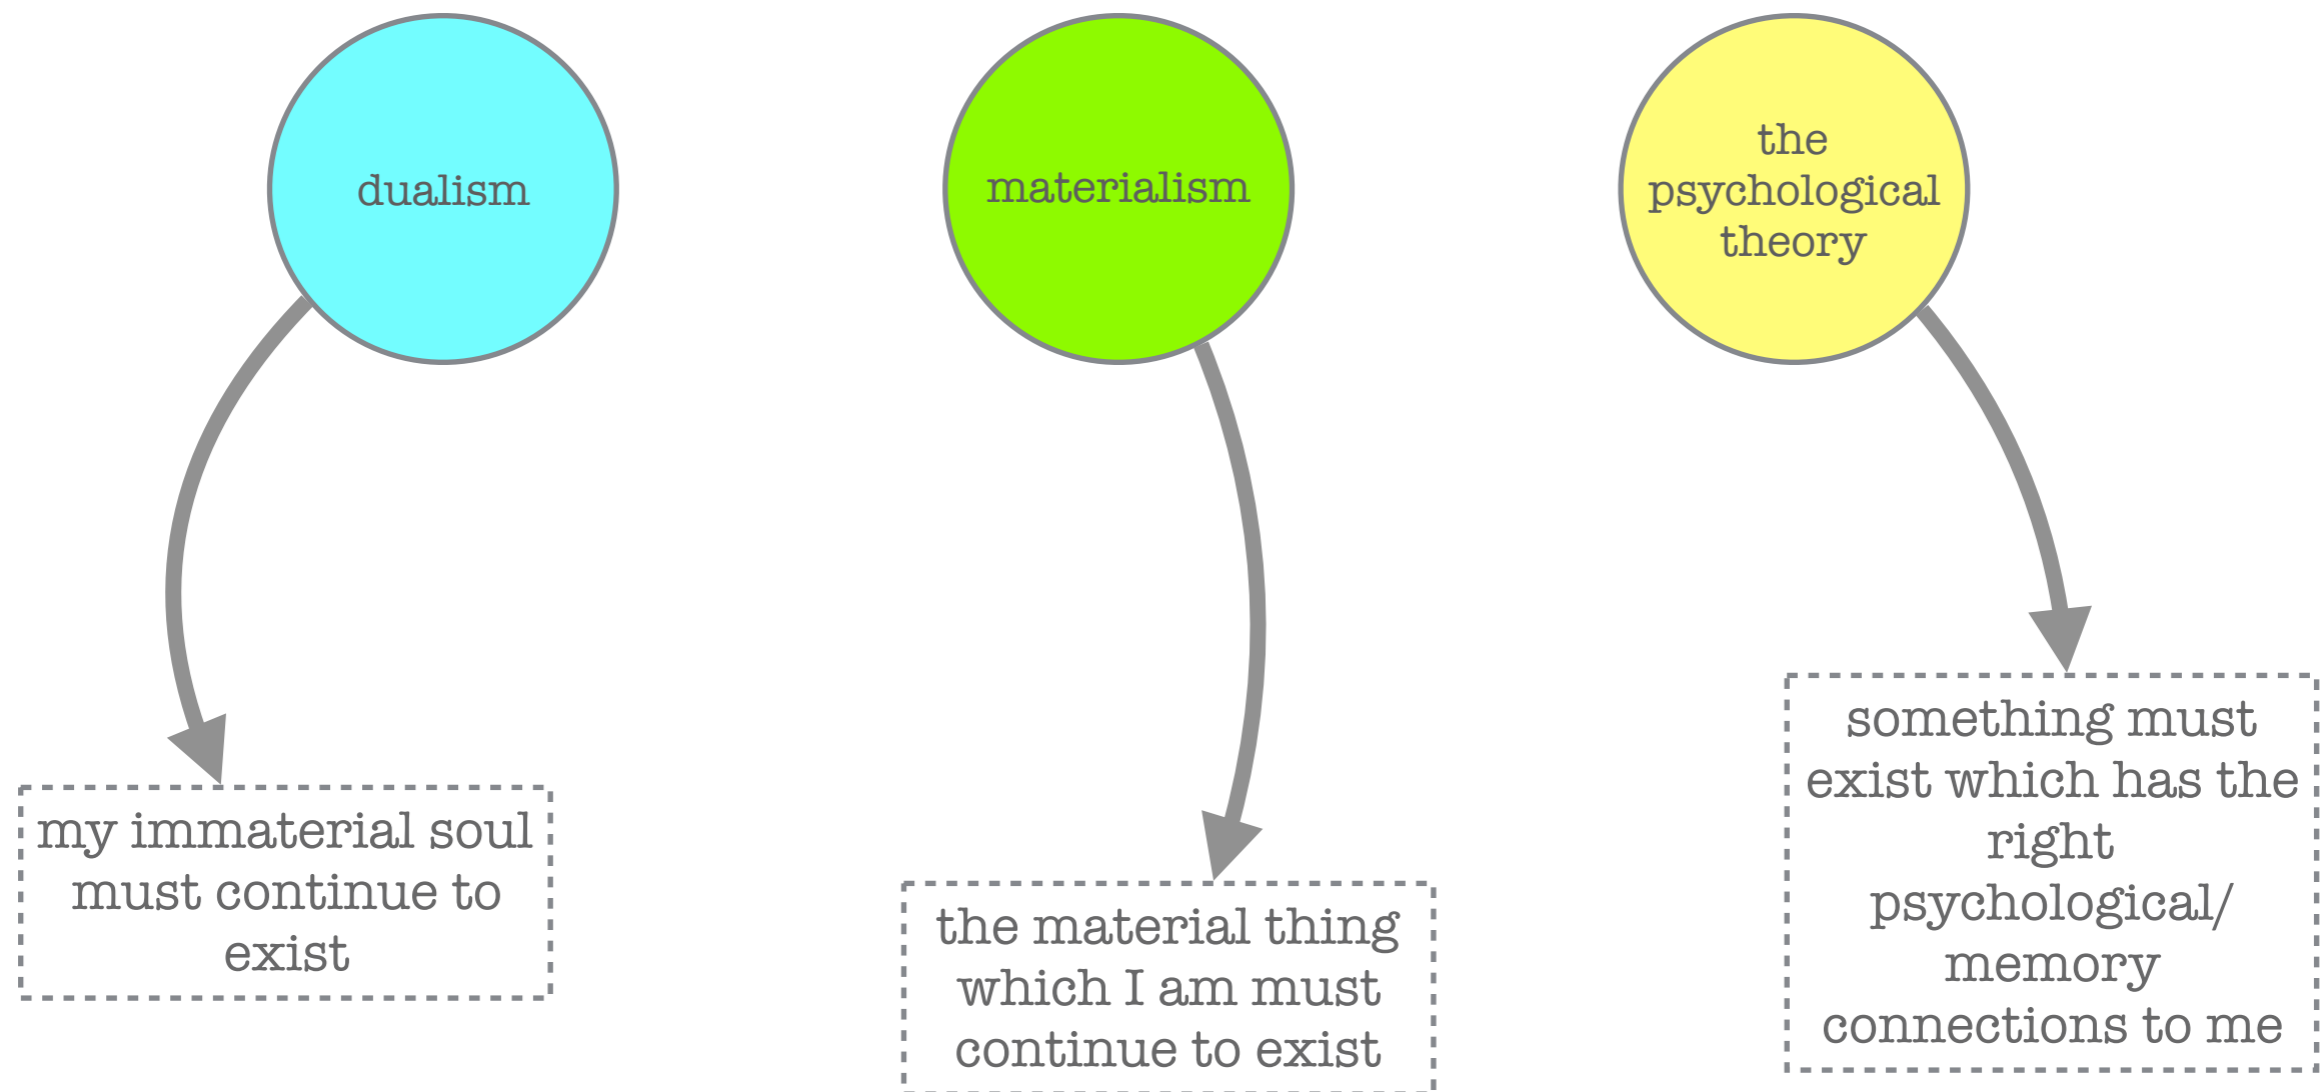 dualism
materialism
the
psychological
theory
my immaterial soul
must continue to
exist
the material thing
which I am must
continue to exist
something must
exist which has the
right
psychological/
memory
connections to me